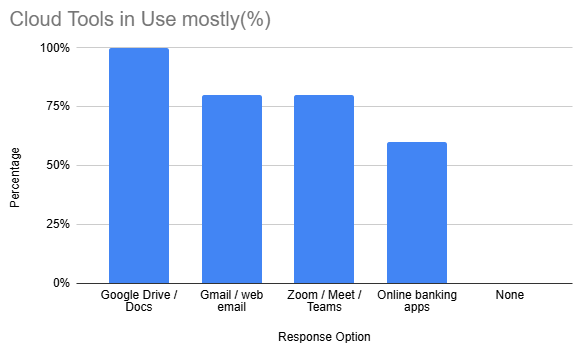 Cloud Tools in Use mostly(%)
100%
75%
50%
25%
0%
Percentage
Google Drive /
Docs
Gmail / web
email
Zoom / Meet /
Teams
Online banking
apps
None
Response Option